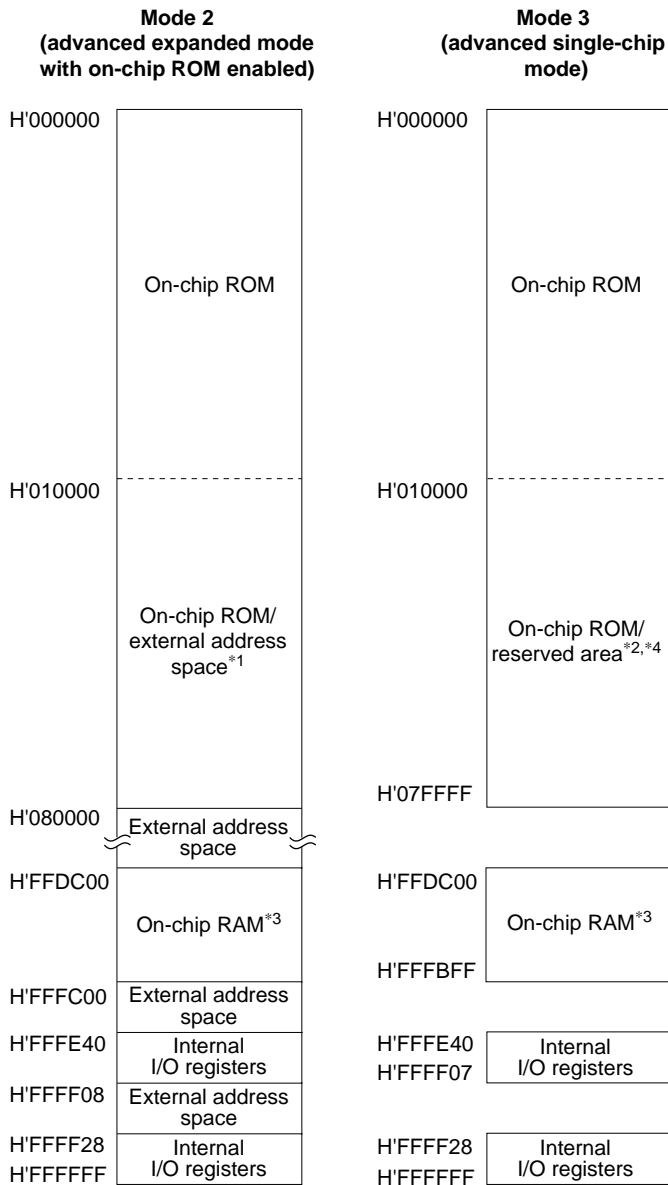 Mode 2
(advanced expanded mode
with on-chip ROM enabled)
H'000000
On-chip ROM
H'010000
On-chip ROM/
external address
space*1
H'080000
External address
space
H'FFDC00
On-chip RAM*3
H'FFFC00
External address
space
H'FFFE40
Internal
I/O registers
H'FFFF08
External address
space
H'FFFF28
Internal
I/O registers
H'FFFFFF
Mode 3
(advanced single-chip
mode)
H'000000
On-chip ROM
H'010000
On-chip ROM/
reserved area*2,*4
H'07FFFF
H'FFDC00
On-chip RAM*3
H'FFFBFF
H'FFFE40
Internal
I/O registers
H'FFFF07
H'FFFF28
Internal
I/O registers
H'FFFFFF